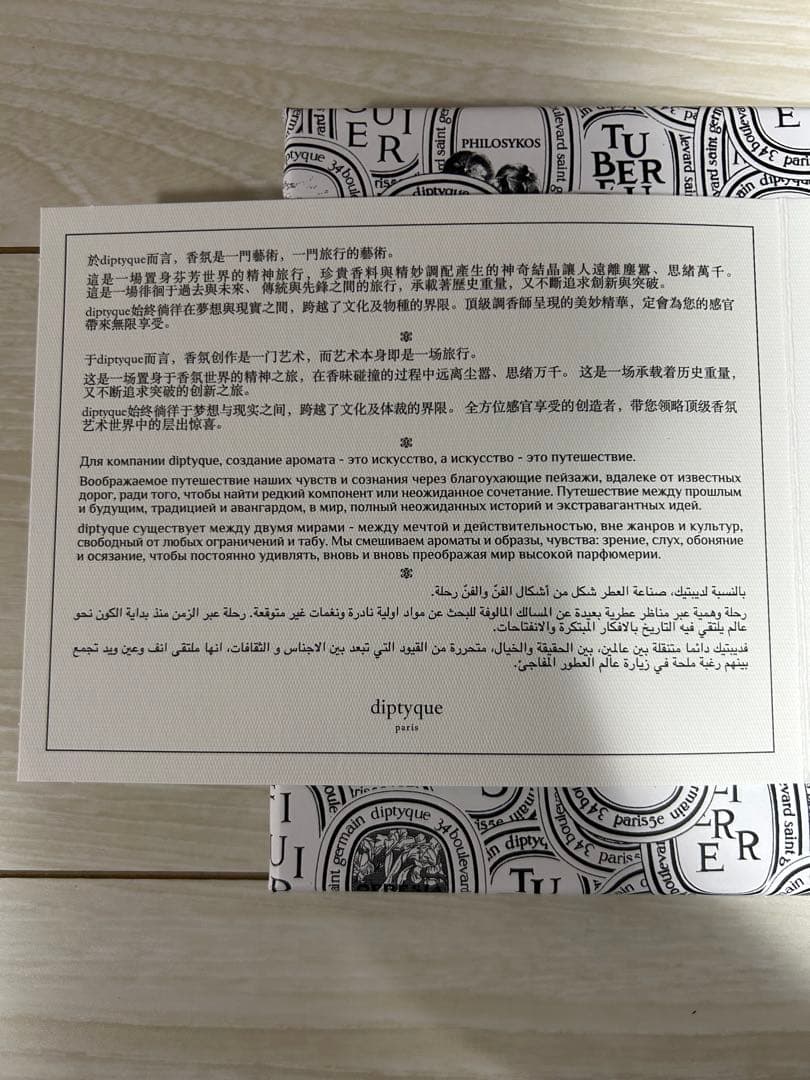 UI
E R
PHILOSYKOS
TU
BER
E
R
levard saint germ
diptyque
34 boul
diptyque
於diptyque而言，香氛是一門藝術，一門旅行的藝術。
這是一場置身芬芳世界的精神旅行，珍貴香料與精妙調配產生的神奇結晶讓人遠離塵囂、思緒萬千。
這是一場徘徊于過去與未來、傳統與先鋒之間的旅行，承載著歷史重量，又不斷追求創新與突破。
diptyque始終徜徉在夢想與現實之間，跨越了文化及物種的界限。頂級調香師呈現的美妙精華，定會為您的感官
帶來無限享受。
于diptyque而言，香氛创作是一门艺术，而艺术本身即是一场旅行。
这是一场置身于香氛世界的精神之旅，在香味碰撞的过程中远离尘嚣、思绪万千。 这是一场承载着历史重量，
又不断追求突破的创新之旅。
diptyque始终徜徉于梦想与现实之间，跨越了文化及体裁的界限。 全方位感官享受的创造者，带您领略顶级香氛
艺术世界中的层出惊喜。
Для компании diptyque, создание аромата - это искусство, а искусство - это путешествие.
Воображаемое путешествие наших чувств и сознания через благоухающие пейзажи, вдалеке от известных
дорог, ради того, чтобы найти редкий компонент или неожиданное сочетание. Путешествие между прошлым
и будущим, традицией и авангардом, в мир, полный неожиданных историй и экстравагантных идей.
diptyque существует между двумя мирами - между мечтой и действительностью, вне жанров и культур,
свободный от любых ограничений и табу. Мы смешиваем ароматы и образы, чувства: зрение, слух, обоняние
и осязание, чтобы постоянно удивлять, вновь и вновь преображая мир высокой парфюмерии.
بالنسبة لديبتيك، صناعة العطر شكل من أشكال الفنّ والفنّ رحلة.
رحلة وهمية عبر مناظر عطرية بعيدة عن المسالك المالوفة للبحث عن مواد اولية نادرة ونغمات غير متوقعة. رحلة عبر الزمن منذ بداية الكون نحو
عالم يلتقي فيه التاريخ بالافكار المبتكرة والانفتاحات.
فديبتيك دائما متنقلة بين عالمين، بين الحقيقة والخيال، متحررة من القيود التي تبعد بين الاجناس و الثقافات، انها ملتقى انف وعين ويد تجمع
بينهم رغبة ملحة في زيارة عالم العطور المفاجئ.
diptyque
paris
saint germain diptyque 34 boulevard
diptyq
TU
34 boulev
parisse
E R R
levard saint